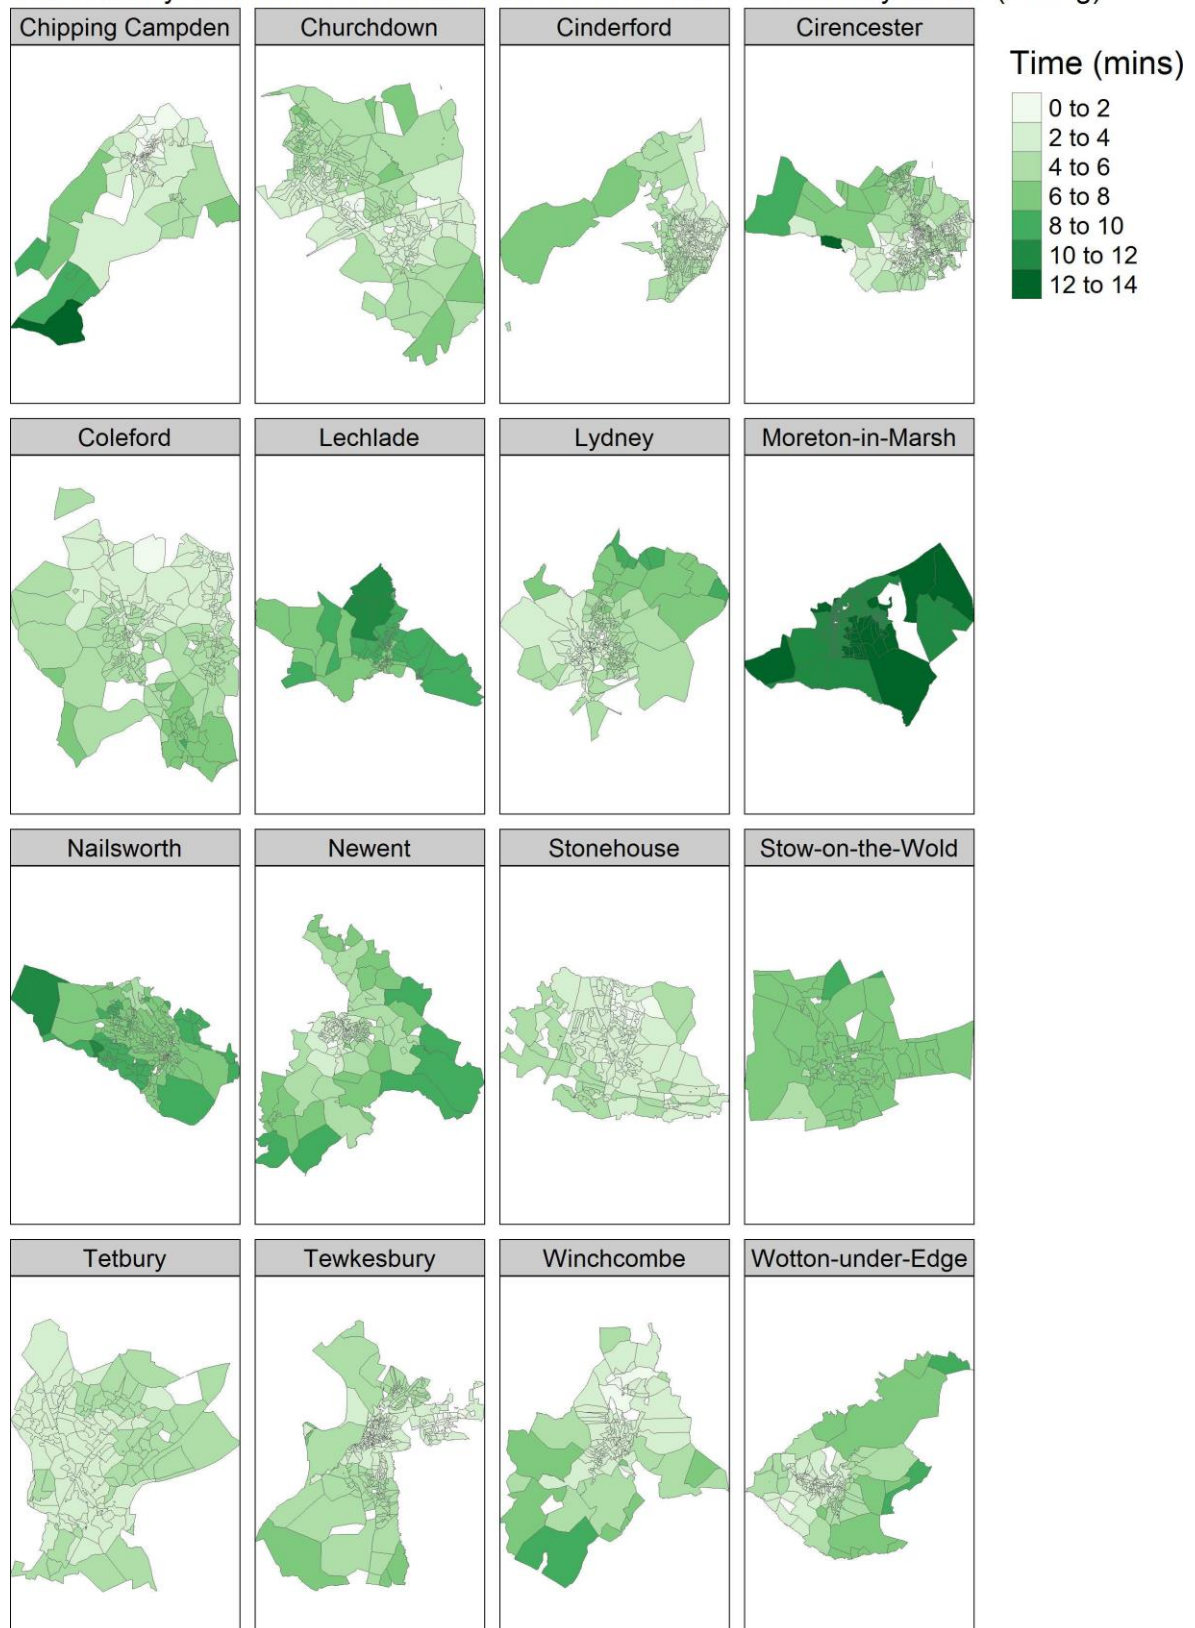 Chipping Campden
Churchdown
Cinderford
Cirencester
Time (mins)
0 to 2
2 to 4
4 to 6
6 to 8
8 to 10
10 to 12
12 to 14
Coleford
Lechlade
Lydney
Moreton-in-Marsh
Nailsworth
Newent
Stonehouse
Stow-on-the-Wold
Tetbury
Tewkesbury
Winchcombe
Wotton-under-Edge